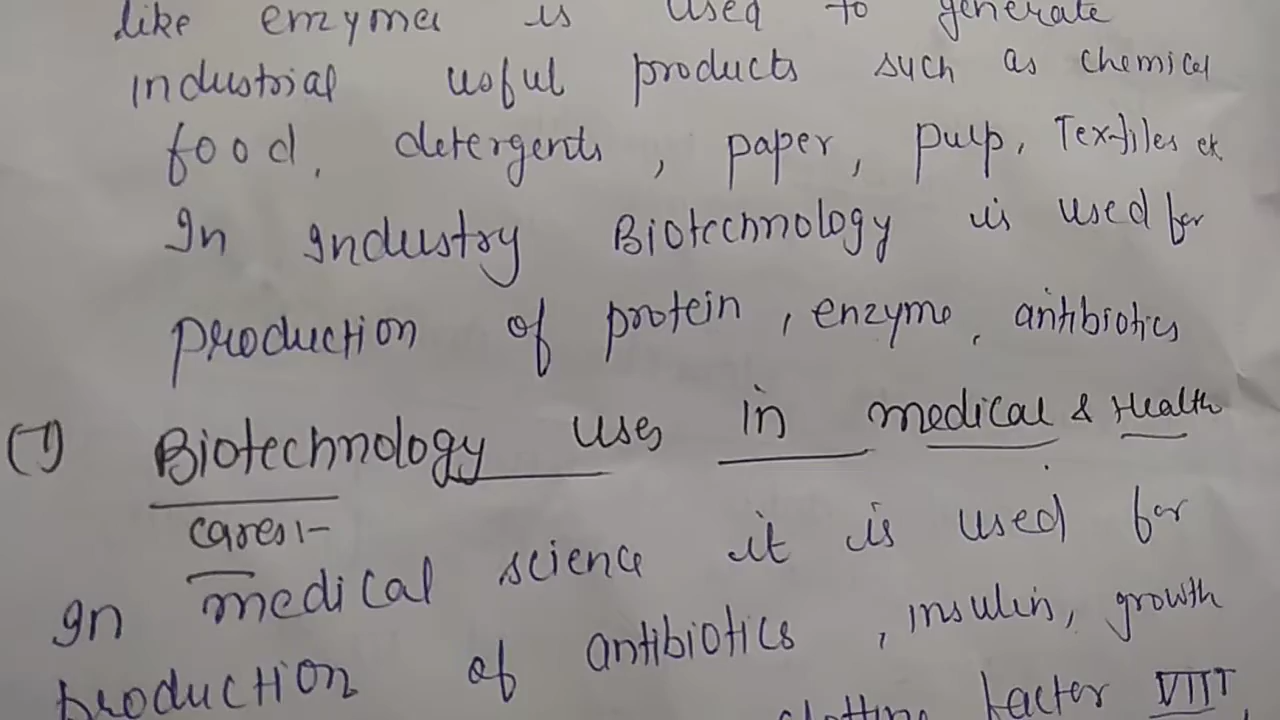 like enzyme is used to generate
industrial useful products such as chemical
food, detergents, paper, pulp, Textiles etc
In Industry Biotechnology is used for
production of protein, enzyme, antibiotics
(7) Biotechnology uses in medical & Health
cares:-
In medical science it is used for
production of antibiotics, insulin, growth
clotting factor VIII,